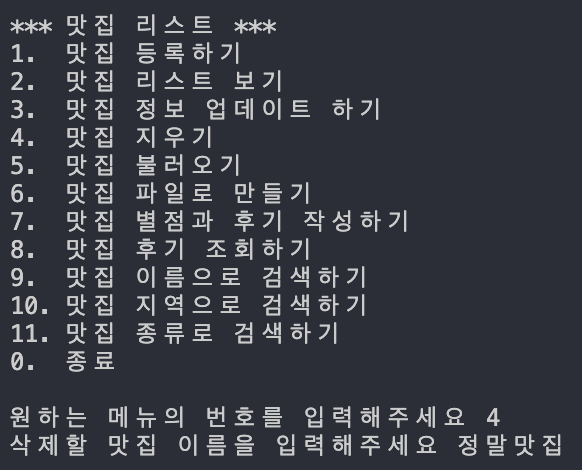 *** 맛집 리스트 ***
1. 맛집 등록하기
2. 맛집 리스트 보기
3. 맛집 정보 업데이트 하기
4. 맛집 지우기
5. 맛집 불러오기
6. 맛집 파일로 만들기
7. 맛집 별점과 후기 작성하기
8. 맛집 후기 조회하기
9. 맛집 이름으로 검색하기
10. 맛집 지역으로 검색하기
11. 맛집 종류로 검색하기
0. 종료
원하는 메뉴의 번호를 입력해주세요 4
삭제할 맛집 이름을 입력해주세요 정말맛집